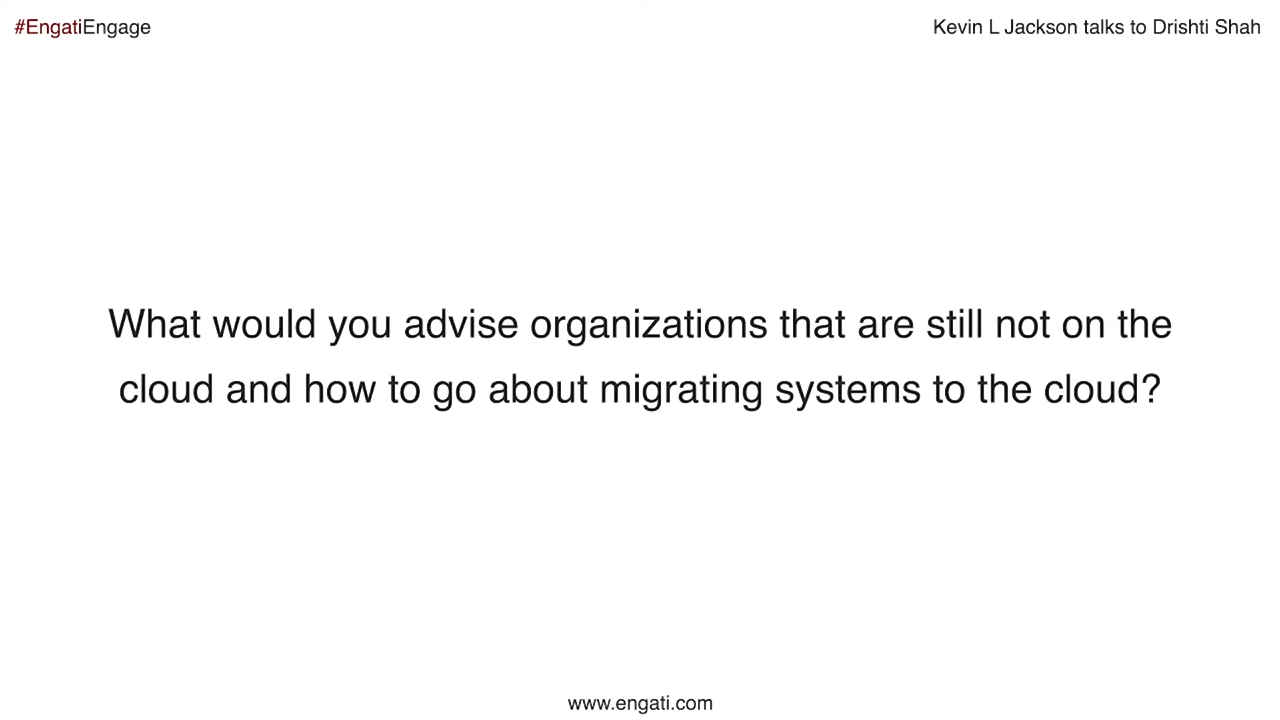 #EngatiEngage
Kevin L Jackson talks to Drishti Shah
What would you advise organizations that are still not on the
cloud and how to go about migrating systems to the cloud?
www.engati.com